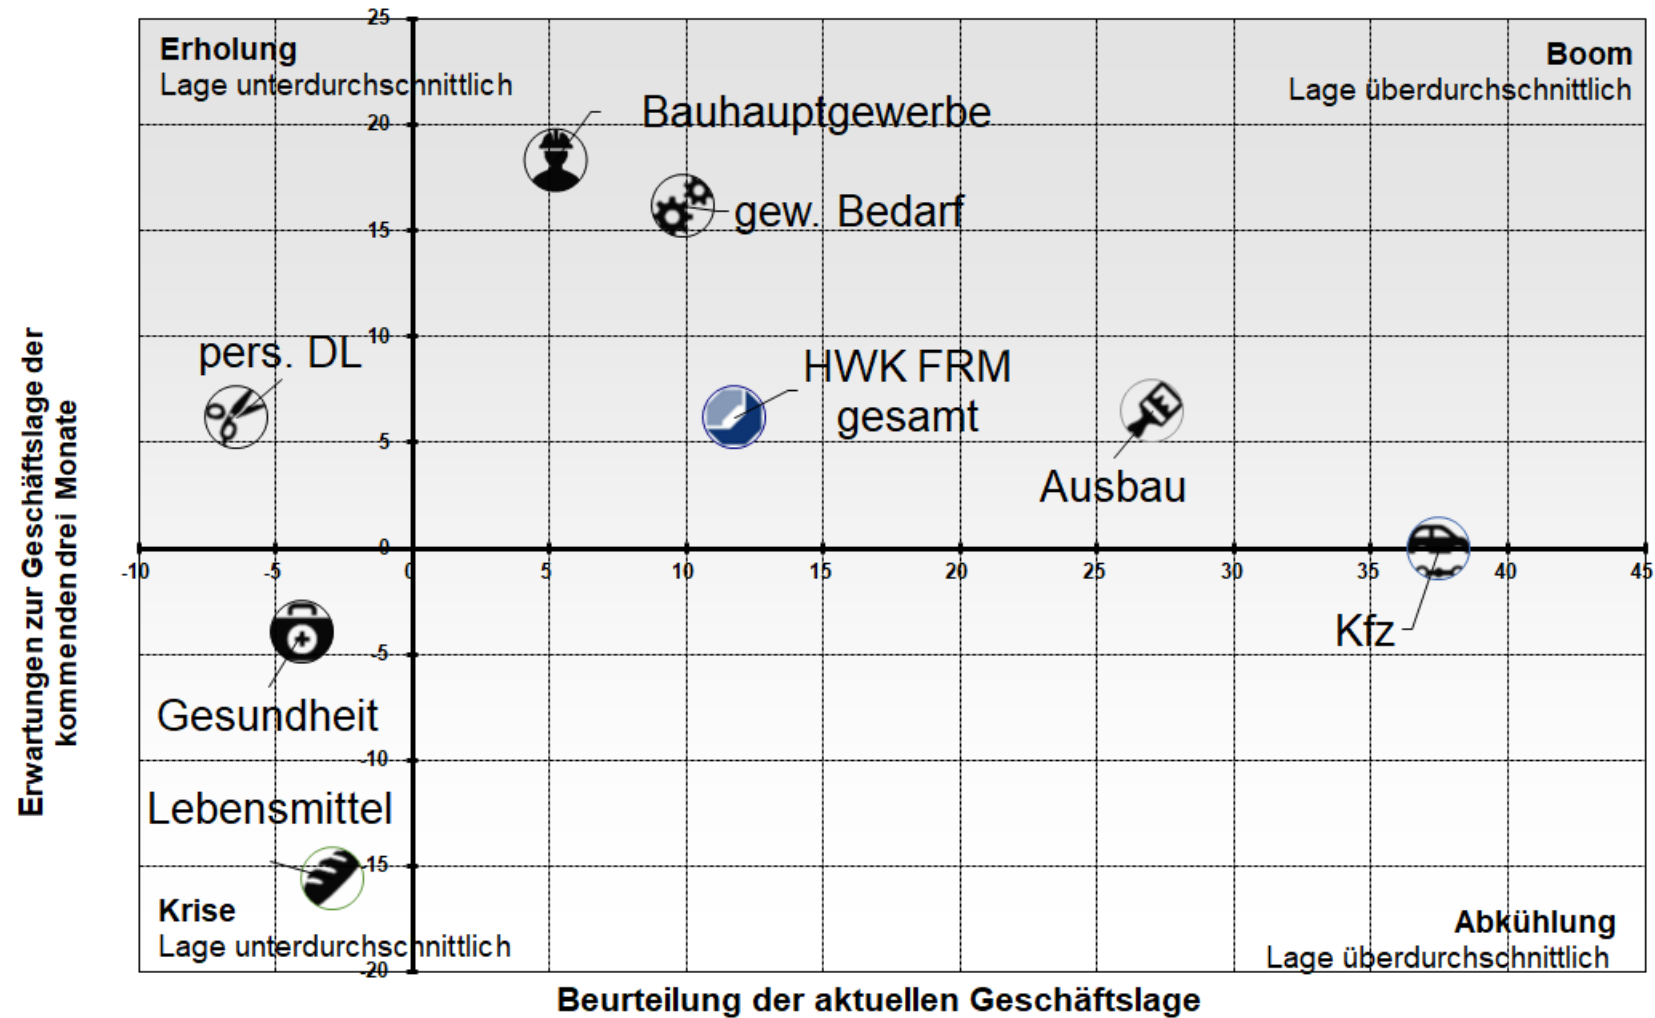 25
Erholung
Lage unterdurchschnittlich
Boom
Lage überdurchschnittlich
Bauhauptgewerbe
20
gew. Bedarf
15
10
pers. DL
HWK FRM
gesamt
5
Ausbau
0
-10
-5
0
5
10
15
20
25
30
35
40
45
Kfz
-5
Gesundheit
-10
Lebensmittel
-15
Krise
Lage unterdurchschnittlich
Abkühlung
Lage überdurchschnittlich
-20
Erwartungen zur Geschäftslage der
kommenden drei Monate
Beurteilung der aktuellen Geschäftslage